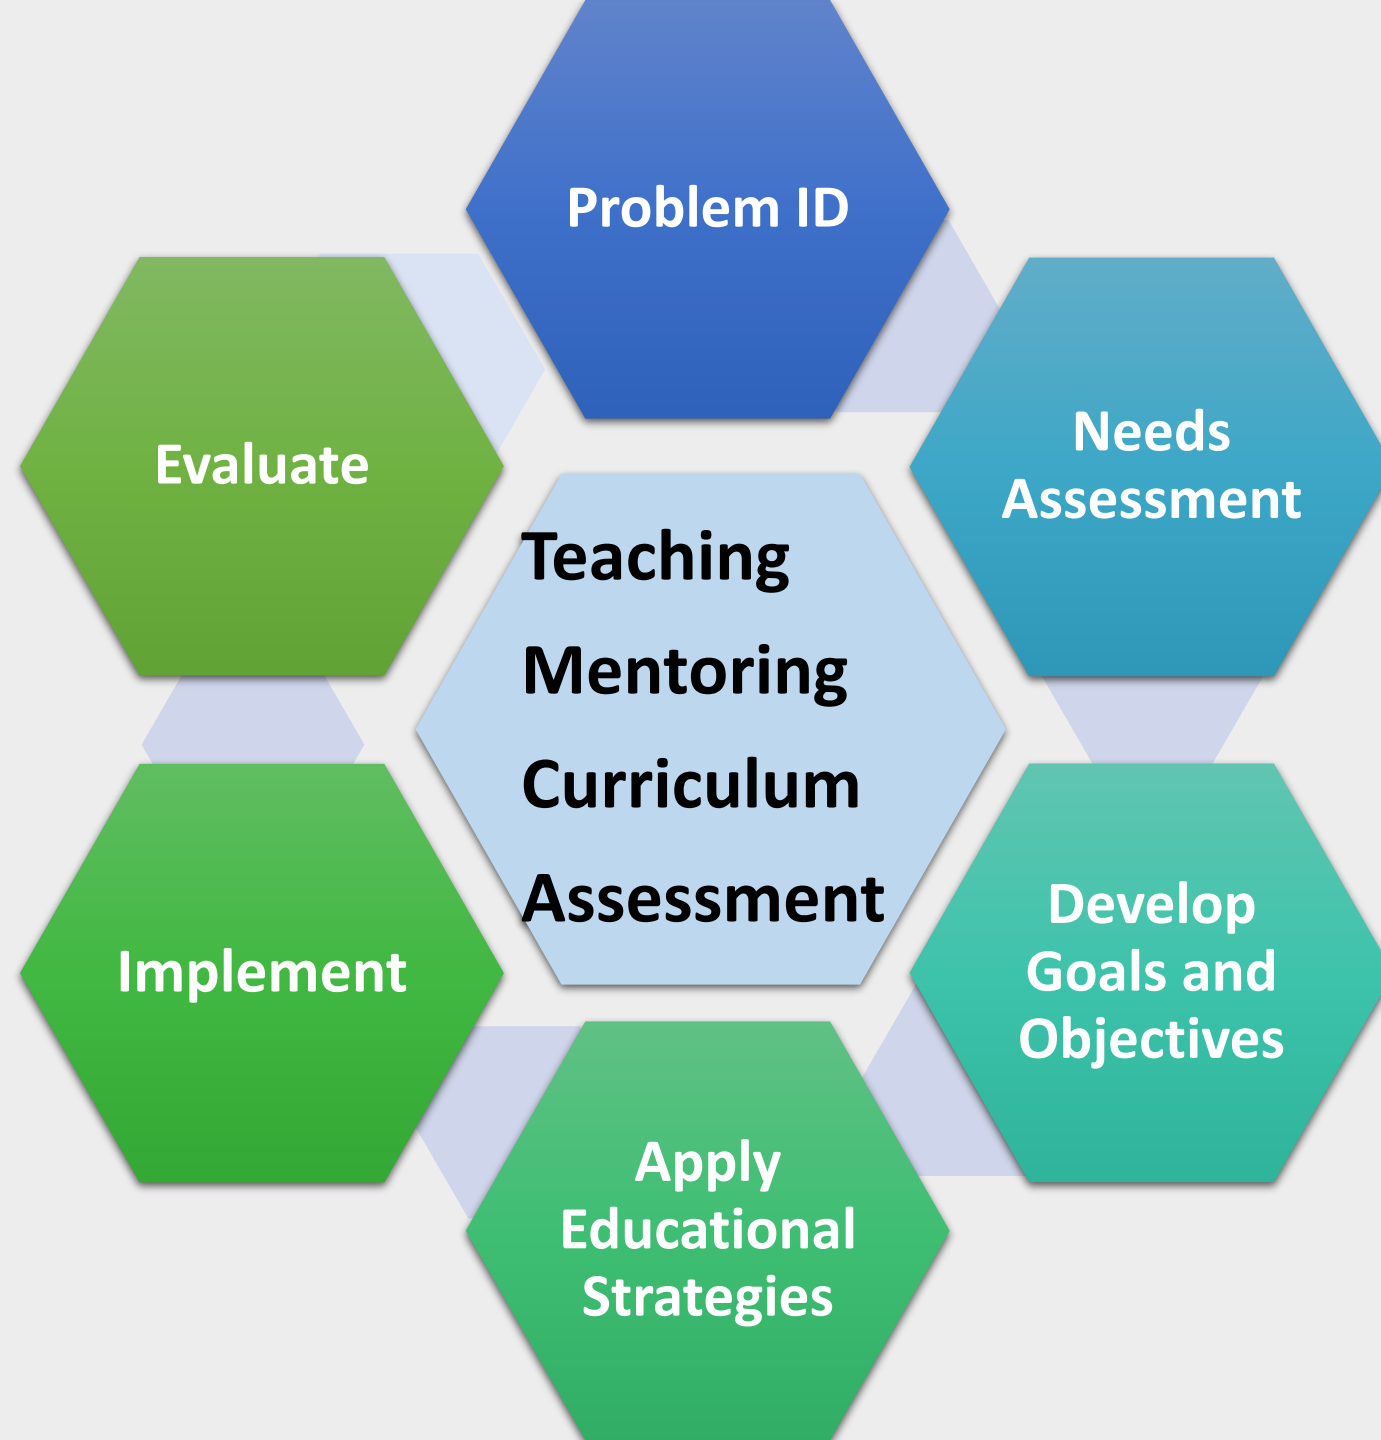 Problem ID
Needs
Assessment
Develop
Goals and
Objectives
Apply
Educational
Strategies
Implement
Evaluate
Teaching
Mentoring
Curriculum
Assessment